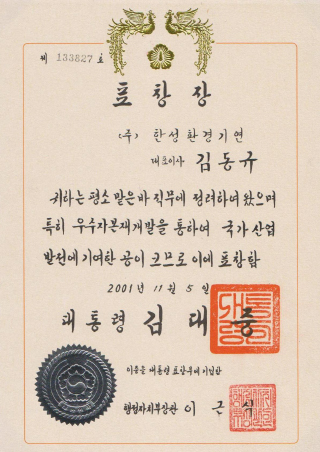 제 133827 호
표창장
(주) 한성환경기연
대표이사 김동규
귀하는 평소 맡은바 직무에 정려하여 왔으며
특히 우수자본재개발을 통하여 국가산업
발전에 기여한 공이 크므로 이에 표창함
2001년 11월 5일
대통령 김대중
이증을 대통령표창부에 기입함
행정자치부장관 이근식